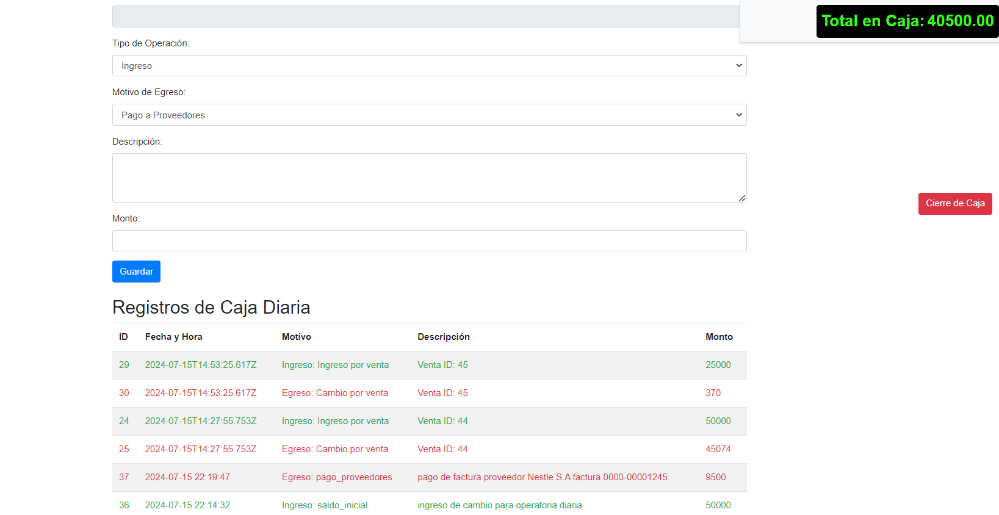 Total en Caja: 40500.00
Tipo de Operación:
Ingreso
Motivo de Egreso:
Pago a Proveedores
Descripción:
Cierre de Caja
Monto:
Guardar
Registros de Caja Diaria
ID Fecha y Hora Motivo Descripción Monto
29 2024-07-15T14:53:25.617Z Ingreso: Ingreso por venta Venta ID: 45 25000
30 2024-07-15T14:53:25.617Z Egreso: Cambio por venta Venta ID: 45 370
24 2024-07-15T14:27:55.753Z Ingreso: Ingreso por venta Venta ID: 44 50000
25 2024-07-15T14:27:55.753Z Egreso: Cambio por venta Venta ID: 44 45074
37 2024-07-15 22:19:47 Egreso: pago_proveedores pago de factura proveedor Nestle S.A factura 0000-00001245 9500
36 2024-07-15 22:14:32 Ingreso: saldo_inicial ingreso de cambio para operatoria diaria 50000